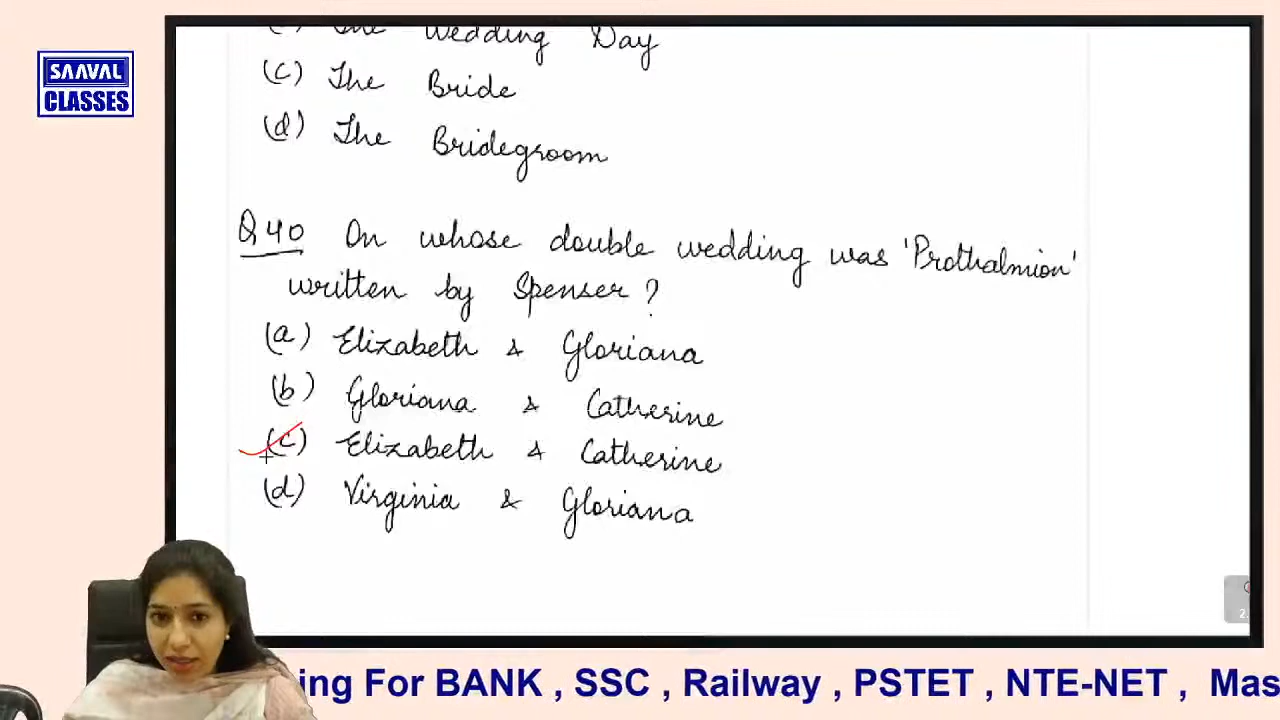 SAAVAL
CLASSES
The Wedding Day
(c) The Bride
(d) The Bridegroom
Q40 On whose double wedding was 'Prothalmion'
written by Spenser ?
(a) Elizabeth & Gloriana
(b) Gloriana & Catherine
(c) Elizabeth & Catherine
(d) Virginia & Gloriana
ing For BANK , SSC , Railway , PSTET , NTE-NET , Mas